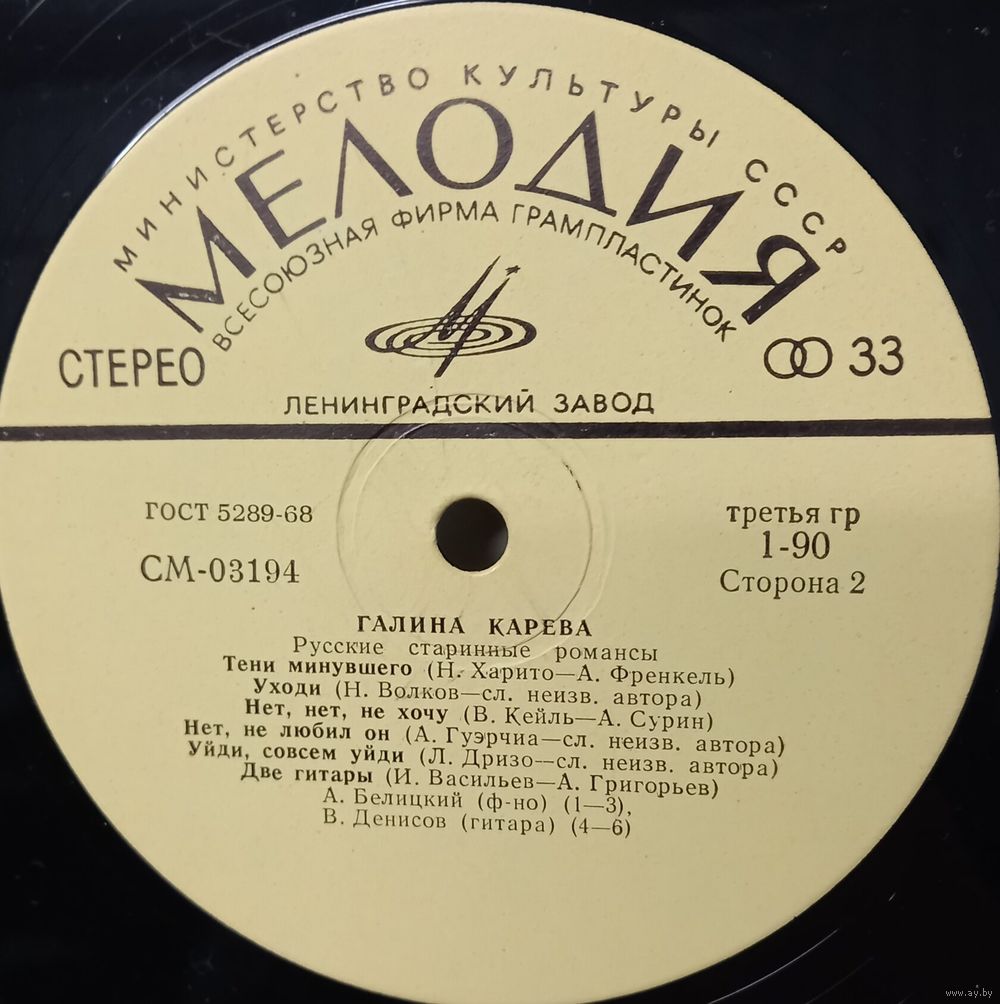 МИНИСТЕРСТВО КУЛЬТУРЫ СССР
МЕЛОДИЯ
ВСЕСОЮЗНАЯ ФИРМА ГРАМПЛАСТИНОК
СТЕРЕО
33
ЛЕНИНГРАДСКИЙ ЗАВОД
ГОСТ 5289-68
третья гр
СМ-03194
1-90
Сторона 2
ГАЛИНА КАРЕВА
Русские старинные романсы
Тени минувшего (Н. Харито—А. Френкель)
Уходи (Н. Волков—сл. неизв. автора)
Нет, нет, не хочу (В. Кейль—А. Сурин)
Нет, не любил он (А. Гуэрчиа—сл. неизв. автора)
Уйди, совсем уйди (Л. Дризо—сл. неизв. автора)
Две гитары (И. Васильев—А. Григорьев)
А. Белицкий (ф-но) (1—3),
В. Денисов (гитара) (4—6)
www.ay.by